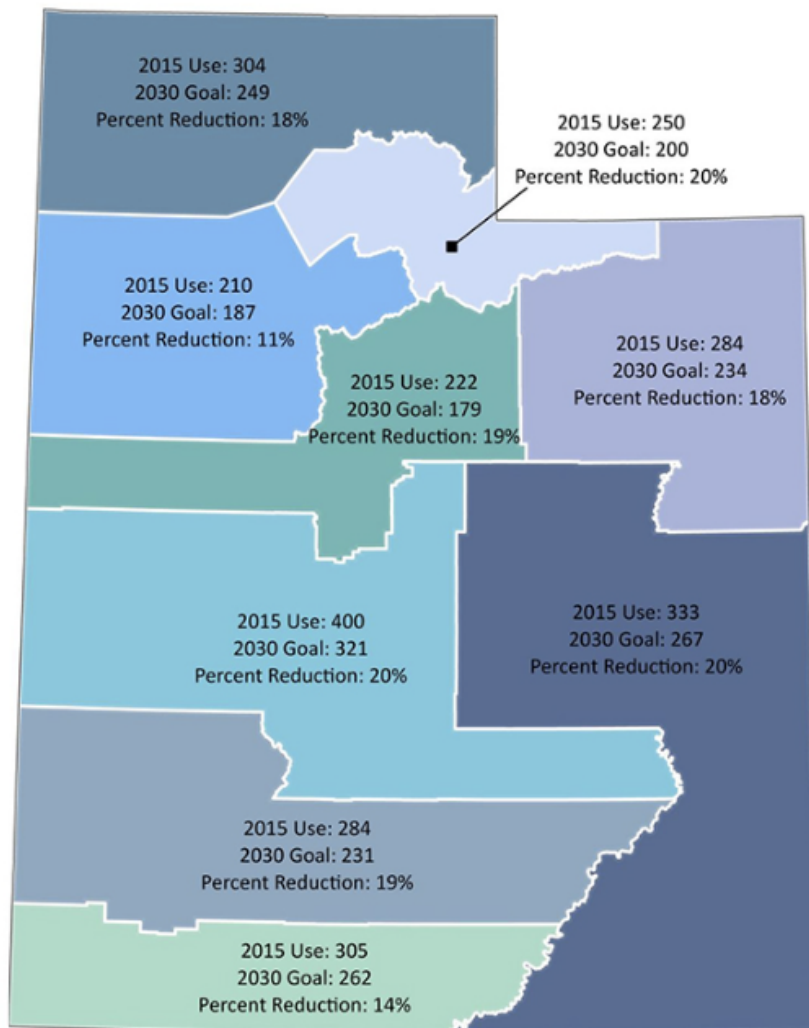 2015 Use: 304
2030 Goal: 249
Percent Reduction: 18%
2015 Use: 250
2030 Goal: 200
Percent Reduction: 20%
2015 Use: 210
2030 Goal: 187
Percent Reduction: 11%
2015 Use: 284
2030 Goal: 234
Percent Reduction: 18%
2015 Use: 222
2030 Goal: 179
Percent Reduction: 19%
2015 Use: 400
2030 Goal: 321
Percent Reduction: 20%
2015 Use: 333
2030 Goal: 267
Percent Reduction: 20%
2015 Use: 284
2030 Goal: 231
Percent Reduction: 19%
2015 Use: 305
2030 Goal: 262
Percent Reduction: 14%